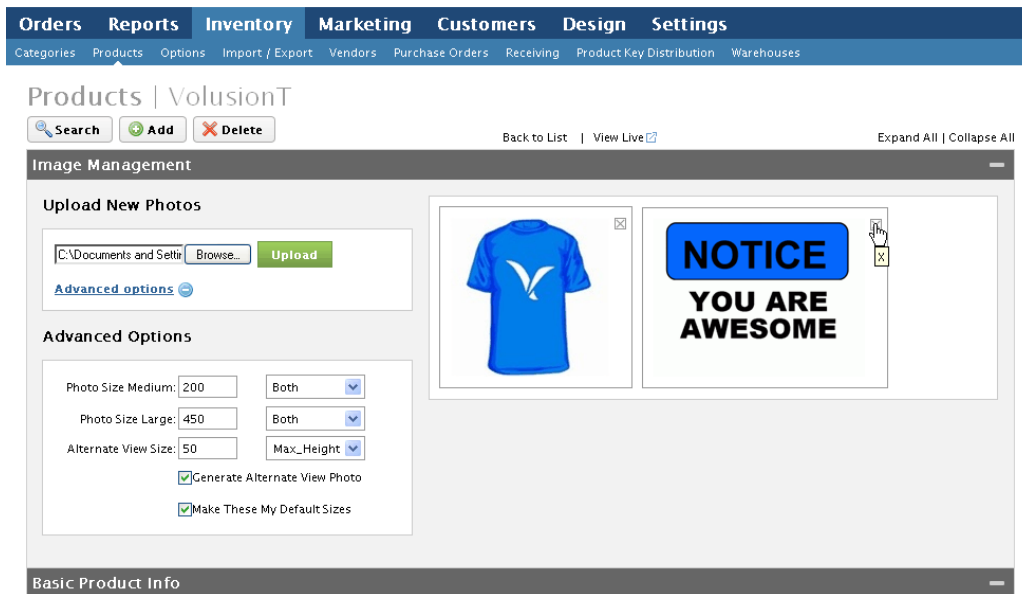 Orders Reports Inventory Marketing Customers Design Settings
Categories Products Options Import / Export Vendors Purchase Orders Receiving Product Key Distribution Warehouses
Products | VolusionT
Search Add Delete
Back to List | View Live
Expand All | Collapse All
Image Management
Upload New Photos
C:\Documents and Settin Browse... Upload
Advanced options
NOTICE
X
YOU ARE
AWESOME
Advanced Options
Photo Size Medium: 200 Both
Photo Size Large: 450 Both
Alternate View Size: 50 Max_Height
Generate Alternate View Photo
Make These My Default Sizes
Basic Product Info